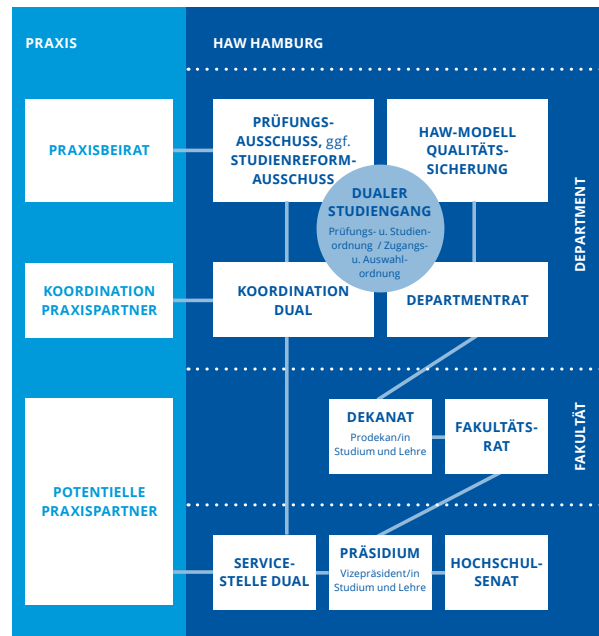 PRAXIS
HAW HAMBURG
PRAXISBEIRAT
PRÜFUNGS-
AUSSCHUSS, ggf.
STUDIENREFORM-
AUSSCHUSS
HAW-MODELL
QUALITÄTS-
SICHERUNG
DUALER
STUDIENGANG
Prüfungs- u. Studien-
ordnung / Zugangs-
u. Auswahl-
ordnung
DEPARTMENT
KOORDINATION
PRAXISPARTNER
KOORDINATION
DUAL
DEPARTMENTRAT
DEKANAT
Prodekan/in
Studium und Lehre
FAKULTÄTS-
RAT
FAKULTÄT
POTENTIELLE
PRAXISPARTNER
SERVICE-
STELLE DUAL
PRÄSIDIUM
Vizepräsident/in
Studium und Lehre
HOCHSCHUL-
SENAT